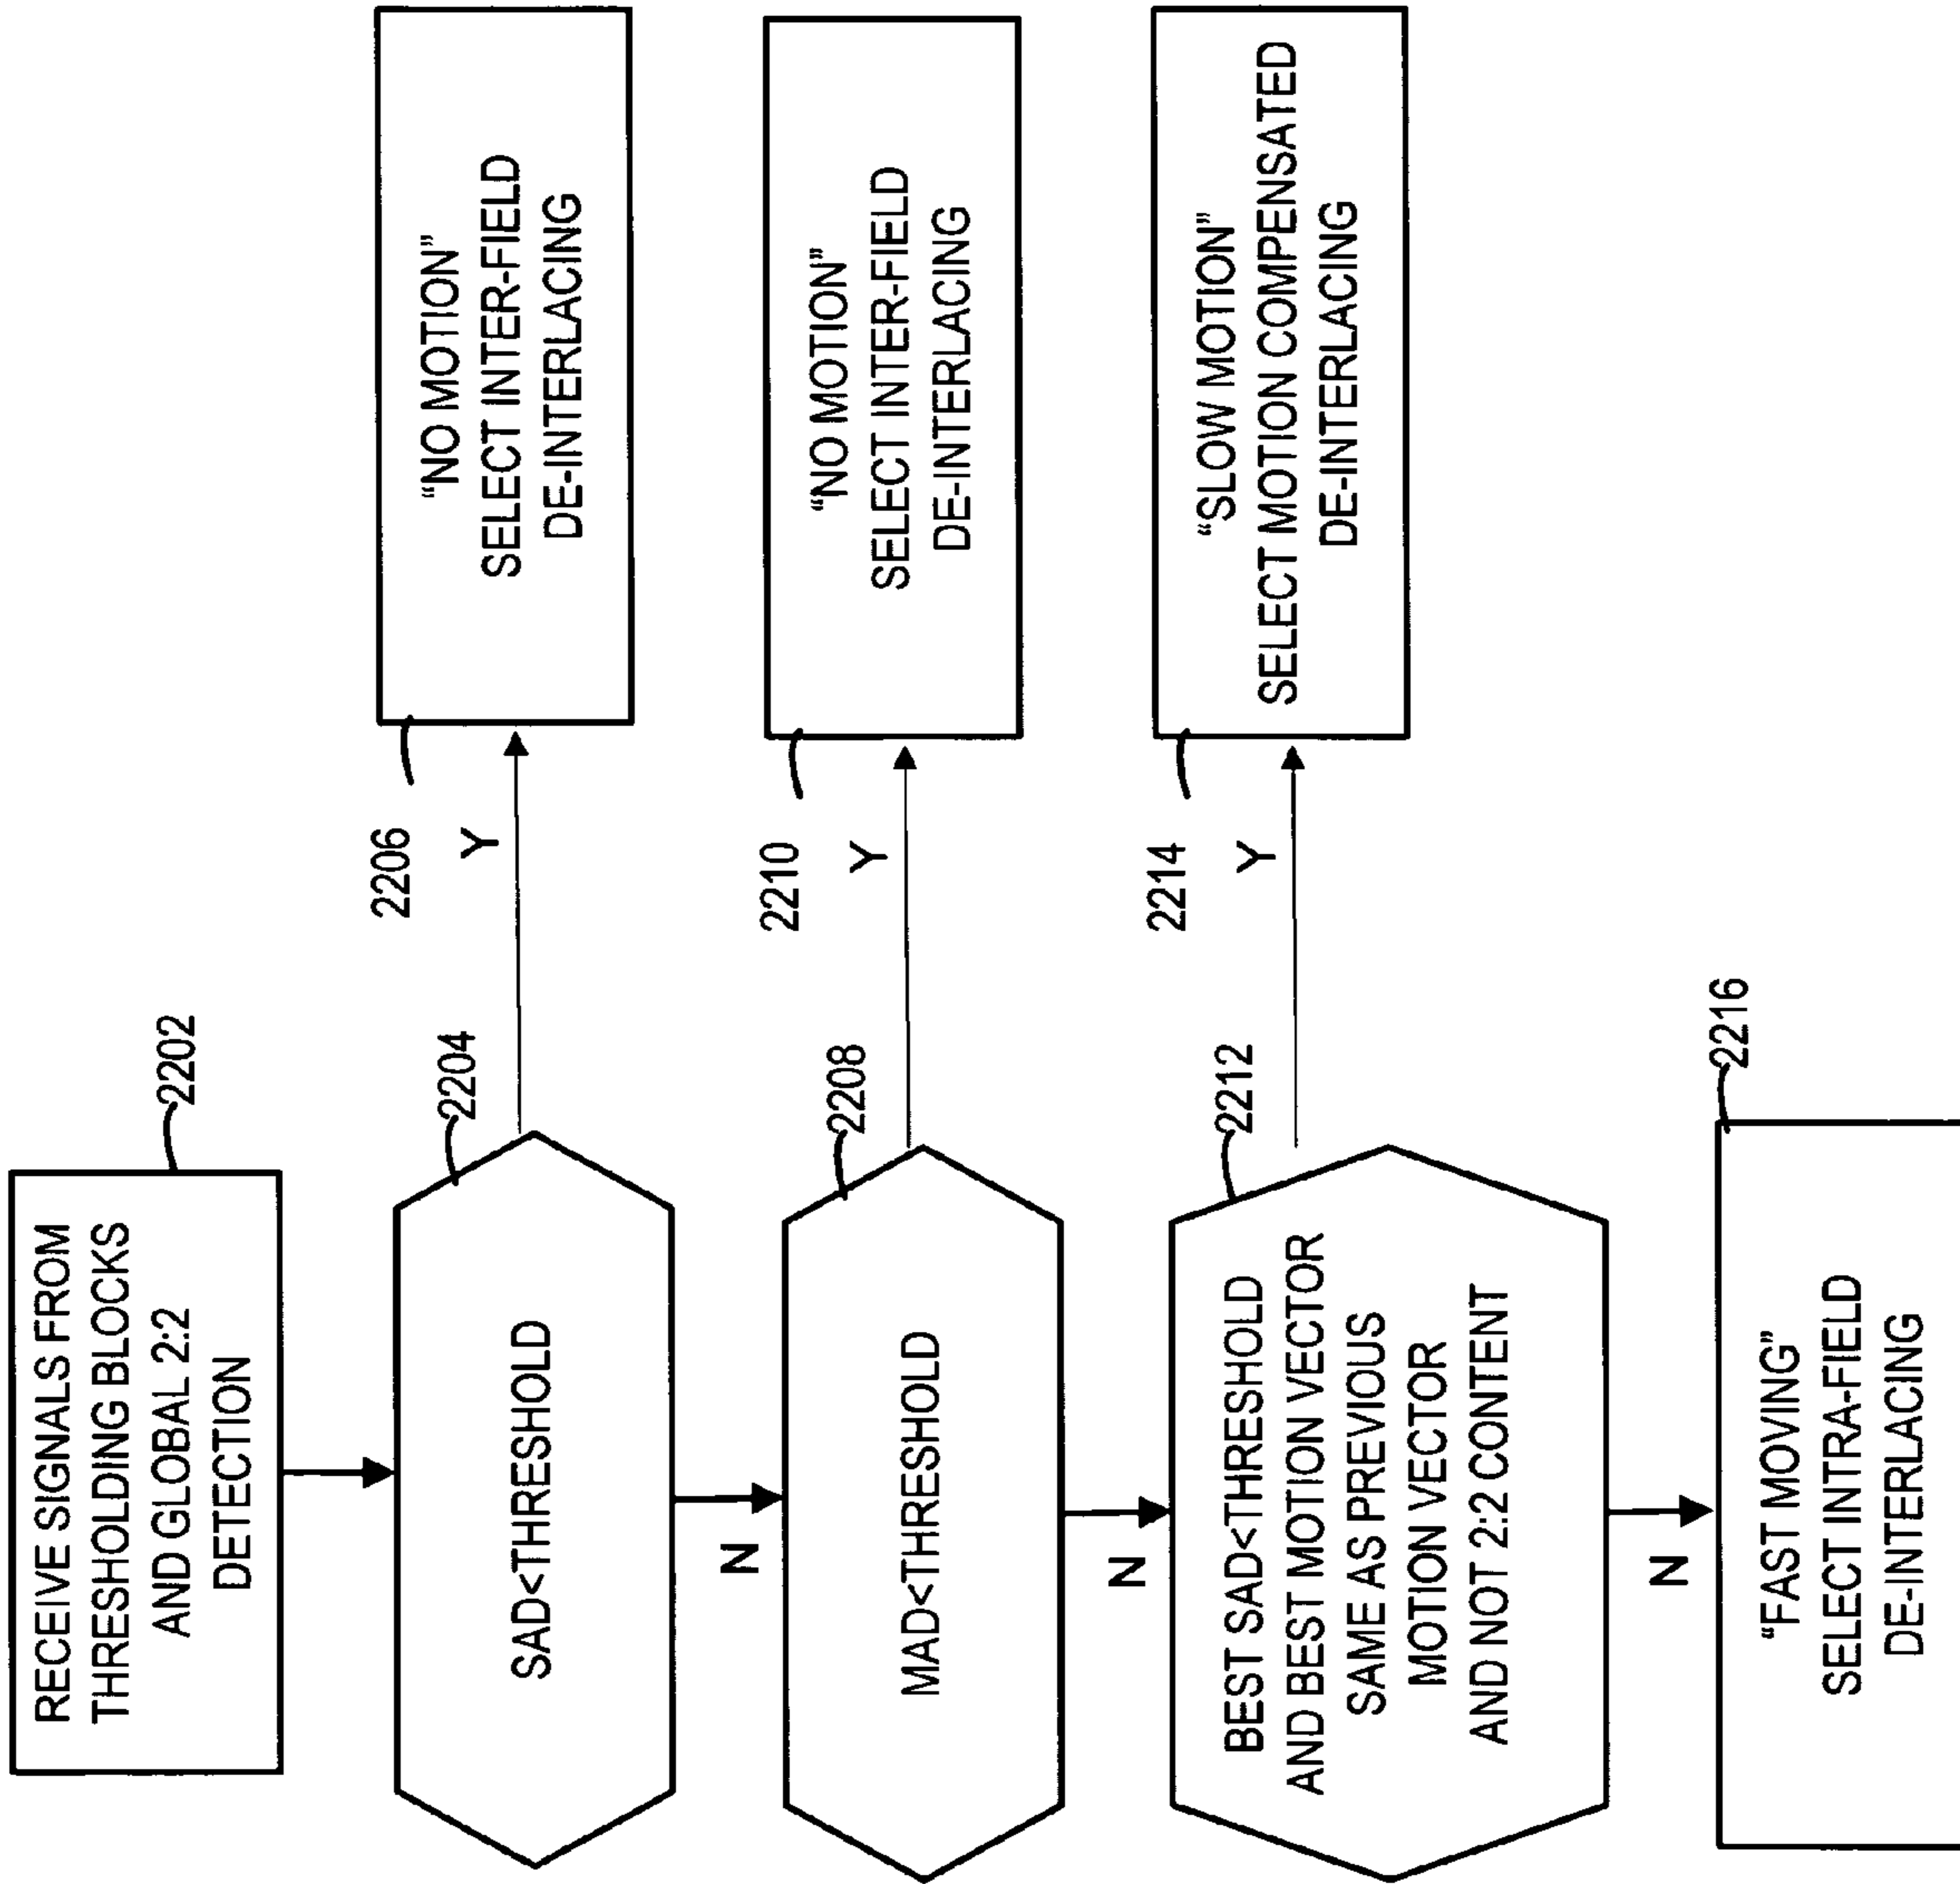 RECEIVE SIGNALS FROM
THRESHOLDING BLOCKS
AND GLOBAL 2:2
DETECTION
2202
SAD<THRESHOLD
2204
Y
2206
“NO MOTION”
SELECT INTER-FIELD
DE-INTERLACING
N
MAD<THRESHOLD
2208
Y
2210
“NO MOTION”
SELECT INTER-FIELD
DE-INTERLACING
N
BEST SAD<THRESHOLD
AND BEST MOTION VECTOR
SAME AS PREVIOUS
MOTION VECTOR
AND NOT 2:2 CONTENT
2212
Y
2214
“SLOW MOTION”
SELECT MOTION COMPENSATED
DE-INTERLACING
N
2216
“FAST MOVING”
SELECT INTRA-FIELD
DE-INTERLACING